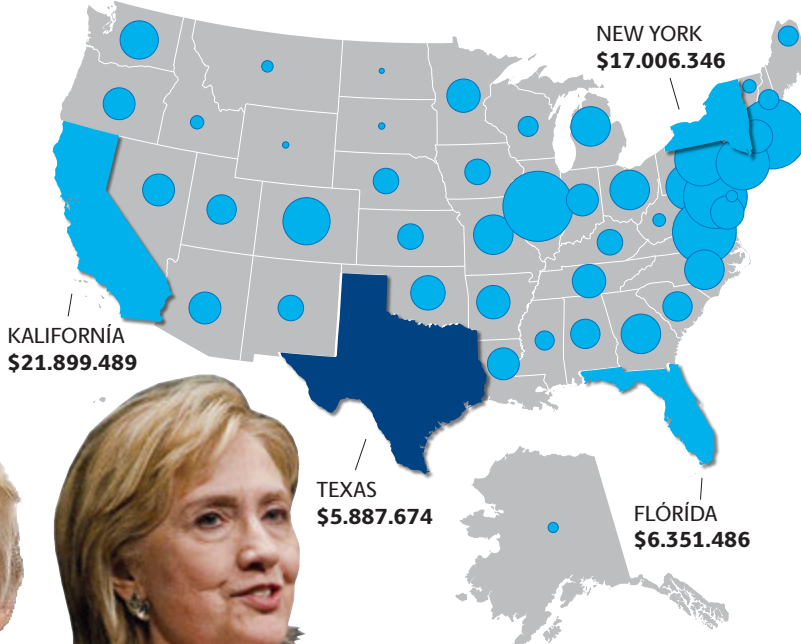 NEW YORK
$17.006.346
KALIFORNÍA
$21.899.489
TEXAS
$5.887.674
FLÓRÍDA
$6.351.486